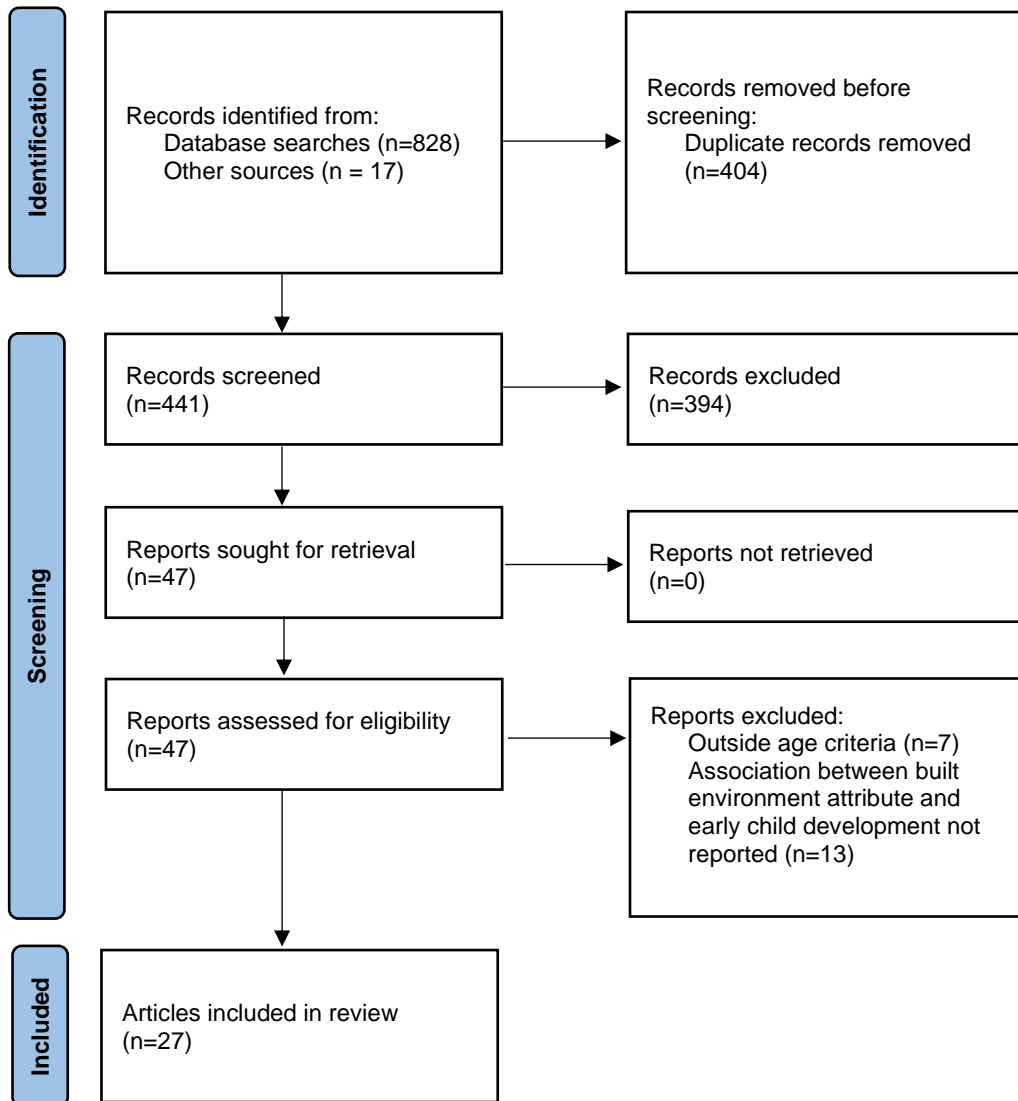 Identification
Records identified from:
Database searches (n=828)
Other sources (n = 17)
Records removed before
screening:
Duplicate records removed
(n=404)
Screening
Records screened
(n=441)
Records excluded
(n=394)
Reports sought for retrieval
(n=47)
Reports not retrieved
(n=0)
Reports assessed for eligibility
(n=47)
Reports excluded:
Outside age criteria (n=7)
Association between built
environment attribute and
early child development not
reported (n=13)
Included
Articles included in review
(n=27)